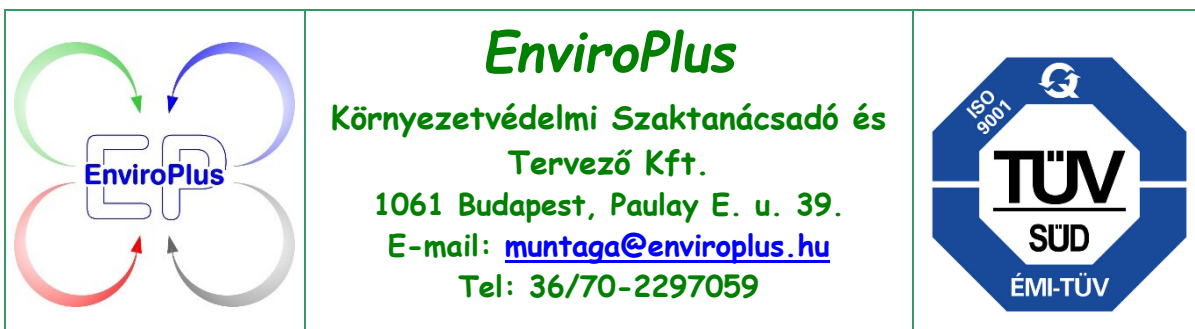 EP
EnviroPlus
EnviroPlus
Környezetvédelmi Szaktanácsadó és
Tervező Kft.
1061 Budapest, Paulay E. u. 39.
E-mail: muntaga@enviroplus.hu
Tel: 36/70-2297059
ISO
9001
TÜV
SÜD
ÉMI-TÜV